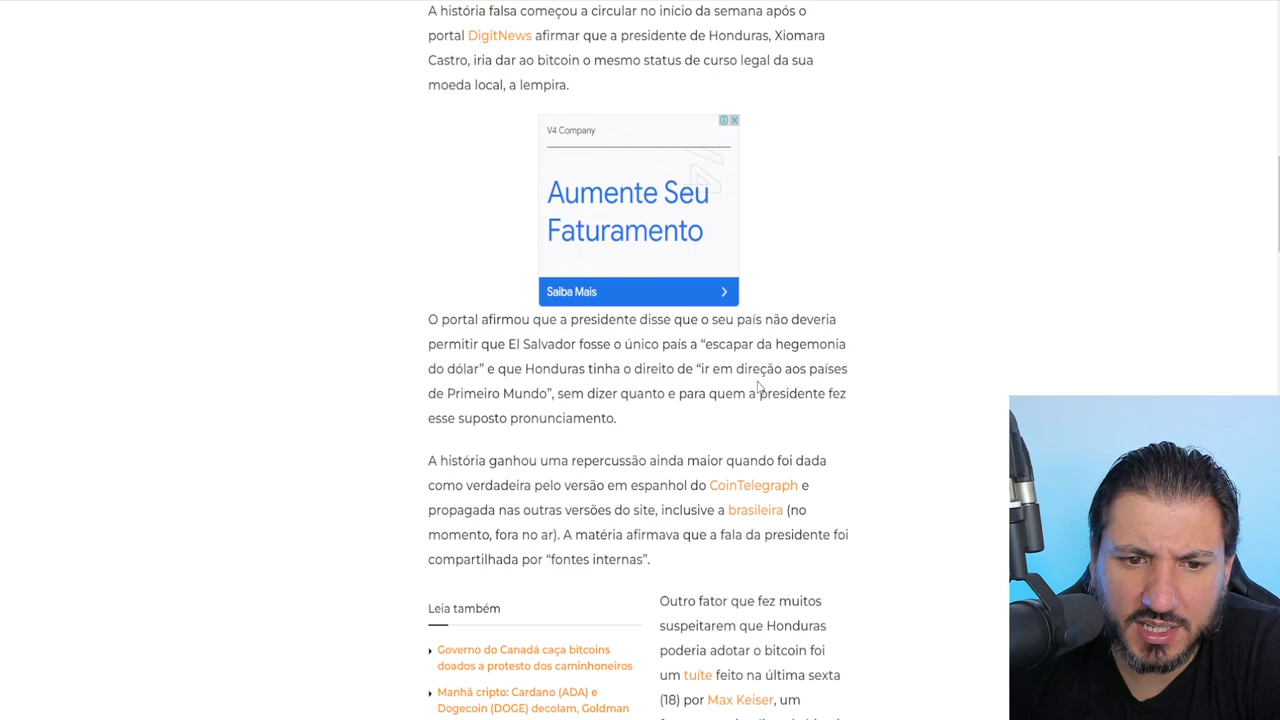 A história falsa começou a circular no início da semana após o
portal DigitNews afirmar que a presidente de Honduras, Xiomara
Castro, iria dar ao bitcoin o mesmo status de curso legal da sua
moeda local, a lempira.
V4 Company
Aumente Seu
Faturamento
Saiba Mais
O portal afirmou que a presidente disse que o seu país não deveria
permitir que El Salvador fosse o único país a “escapar da hegemonia
do dólar” e que Honduras tinha o direito de “ir em direção aos países
de Primeiro Mundo”, sem dizer quanto e para quem a presidente fez
esse suposto pronunciamento.
A história ganhou uma repercussão ainda maior quando foi dada
como verdadeira pelo versão em espanhol do CoinTelegraph e
propagada nas outras versões do site, inclusive a brasileira (no
momento, fora no ar). A matéria afirmava que a fala da presidente foi
compartilhada por “fontes internas”.
Leia também
Governo do Canadá caça bitcoins
doados a protesto dos caminhoneiros
Manhã cripto: Cardano (ADA) e
Dogecoin (DOGE) decolam, Goldman
Outro fator que fez muitos
suspeitarem que Honduras
poderia adotar o bitcoin foi
um tuíte feito na última sexta
(18) por Max Keiser, um